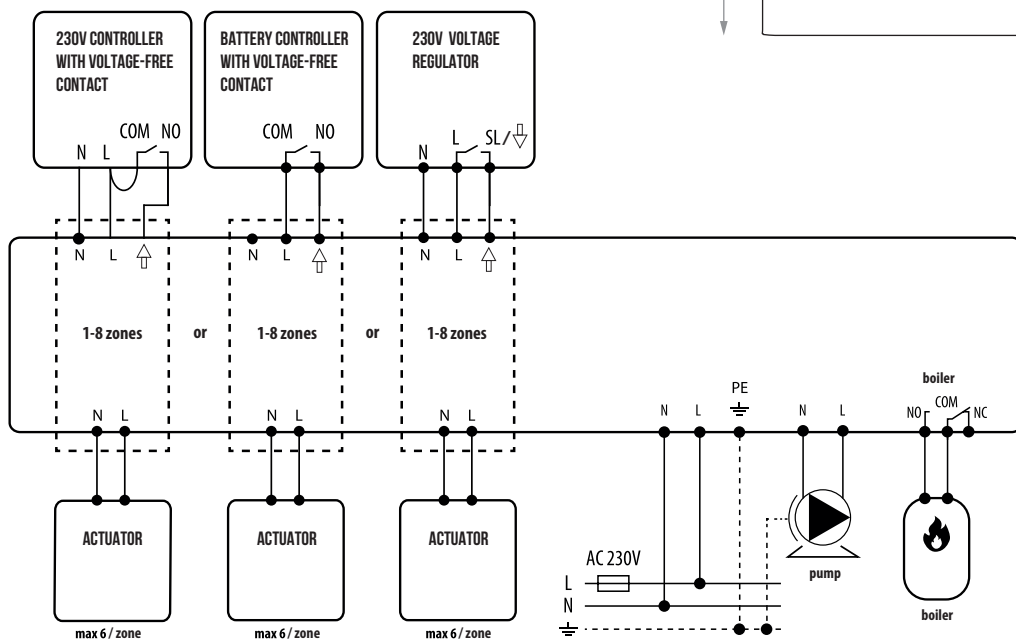 230V CONTROLLER
WITH VOLTAGE-FREE
CONTACT
COM NO
N L
BATTERY CONTROLLER
WITH VOLTAGE-FREE
CONTACT
COM NO
230V VOLTAGE
REGULATOR
L SL/
N
N L
N L
N L
1-8 zones
or
1-8 zones
or
1-8 zones
N L
N L
N L
N L
PE
N L
boiler
NO COM NC
ACTUATOR
max 6 / zone
ACTUATOR
max 6 / zone
ACTUATOR
max 6 / zone
AC 230V
L
N
pump
boiler